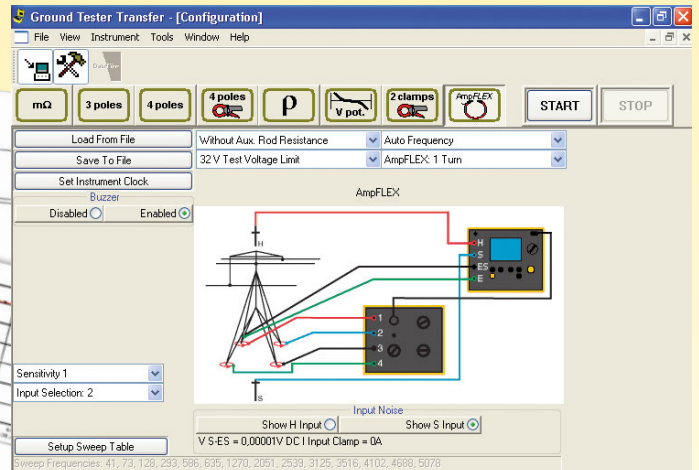 Ground Tester Transfer - [Configuration]
File View Instrument Tools Window Help
mΩ 3 poles 4 poles 4 poles ρ V pot. 2 clamps AmpFLEX START STOP
Load From File Without Aux. Rod Resistance Auto Frequency
Save To File 32 V Test Voltage Limit AmpFLEX: 1 Turn
Set Instrument Clock
Buzzer
Disabled Enabled
AmpFLEX
H
H
S
ES
E
1
2
3
4
S
Sensitivity 1
Input Selection: 2
Input Noise
Show H Input Show S Input
Setup Sweep Table V S-ES = 0,00001V DC I Input Clamp = 0A
Sweep Frequencies: 41, 73, 128, 293, 586, 635, 1270, 2051, 2539, 3125, 3516, 4102, 4688, 5078